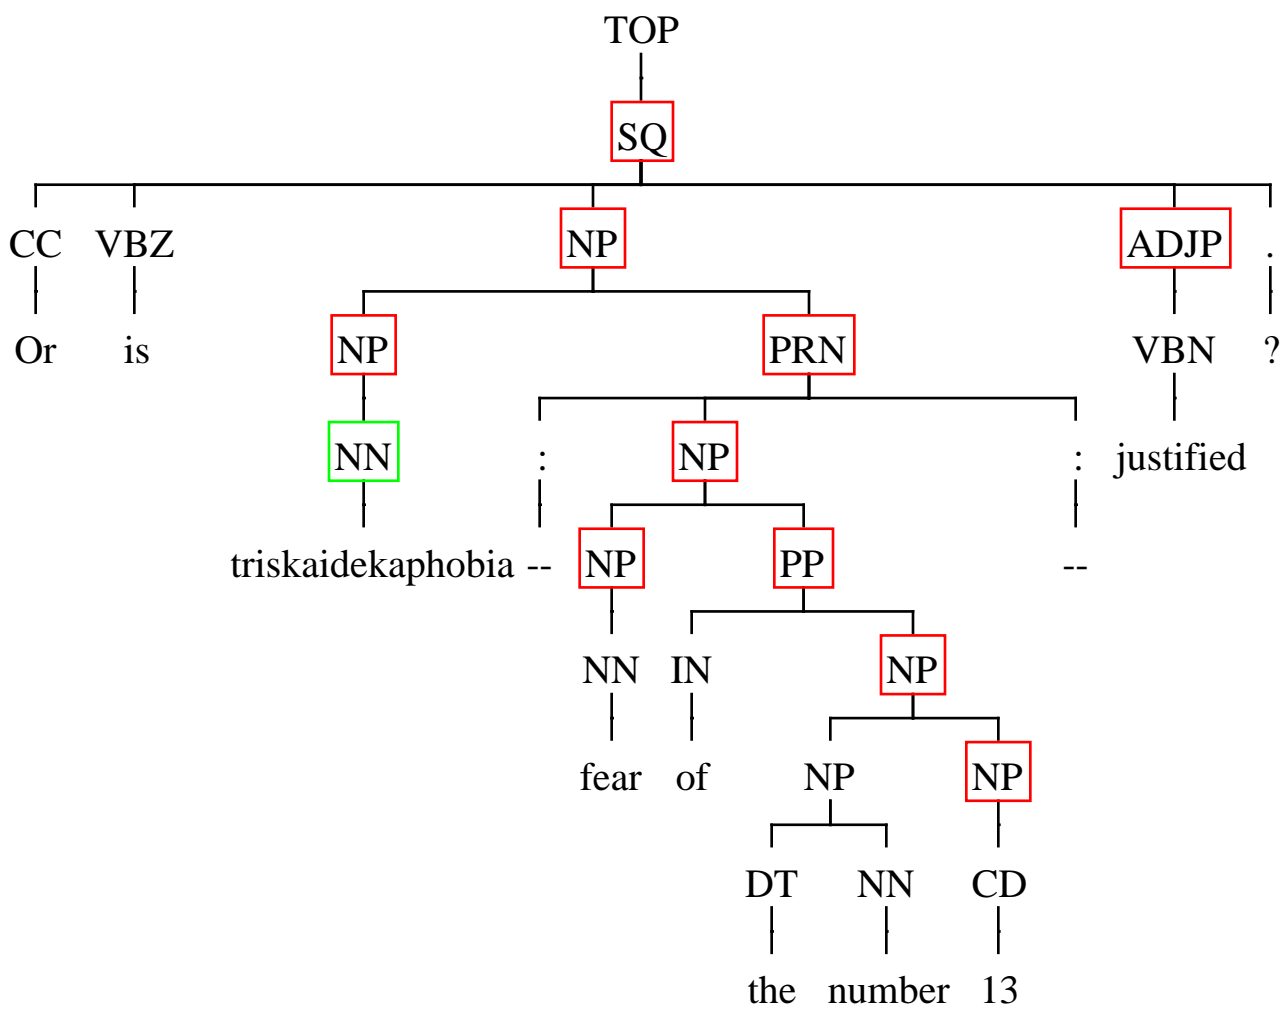 TOP
SQ
CC VBZ NP ADJP .
Or is NP PRN VBN ?
NN : NP : justified
triskaidekaphobia -- NP PP --
NN IN NP
fear of NP NP
DT NN CD
the number 13